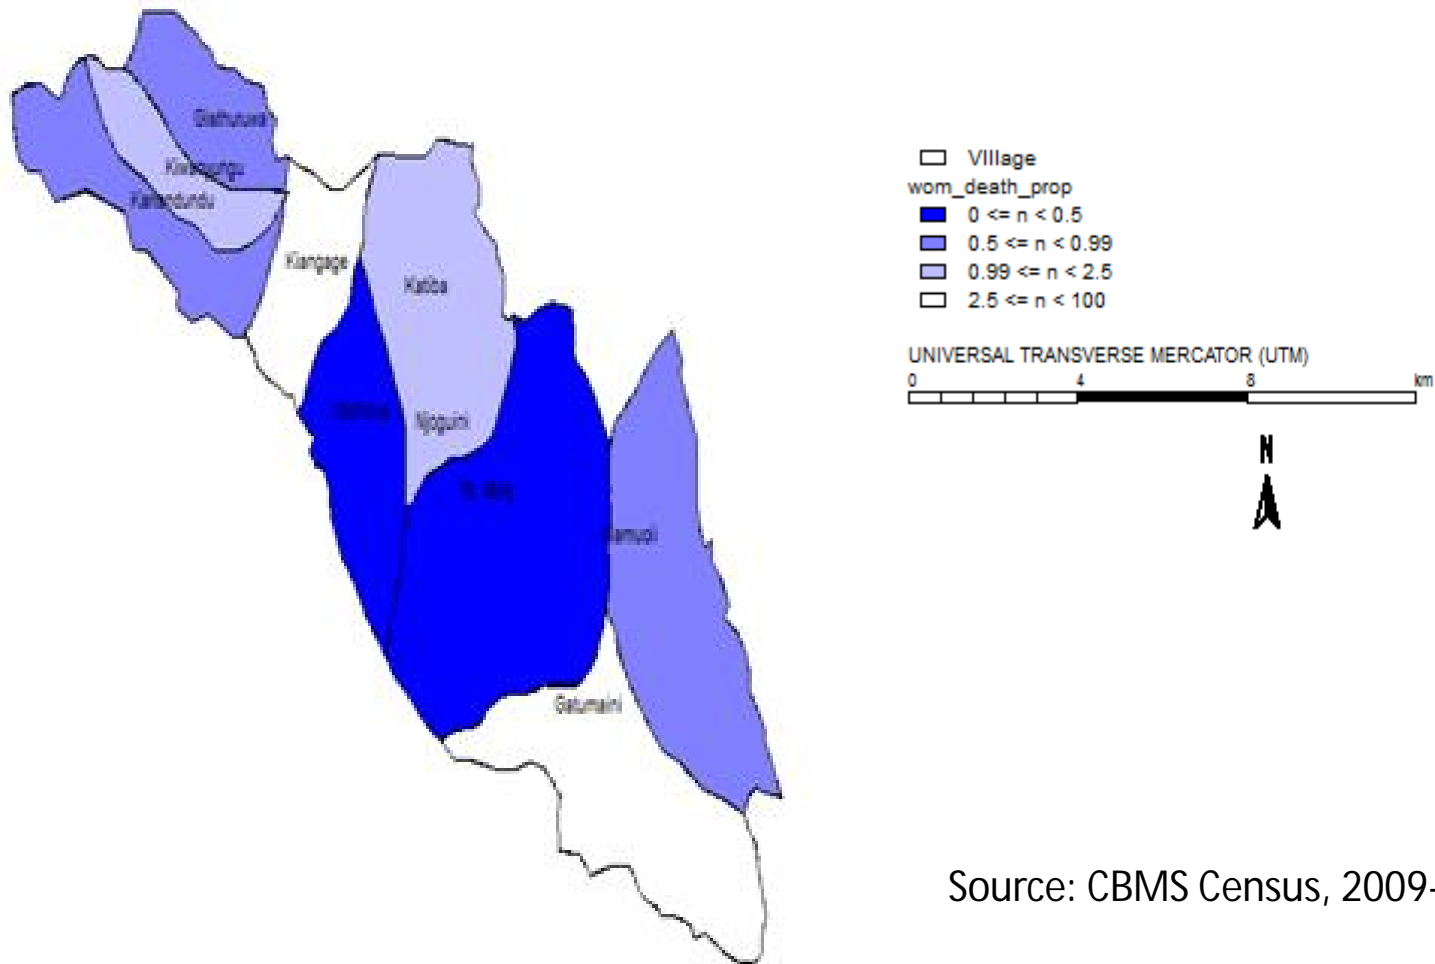 Kiangage
Katiba
Njoguini
Gatumaini
VIllage
wom_death_prop
0 <= n < 0.5
0.5 <= n < 0.99
0.99 <= n < 2.5
2.5 <= n < 100
UNIVERSAL TRANSVERSE MERCATOR (UTM)
0 4 8 km
N
Source: CBMS Census, 2009-